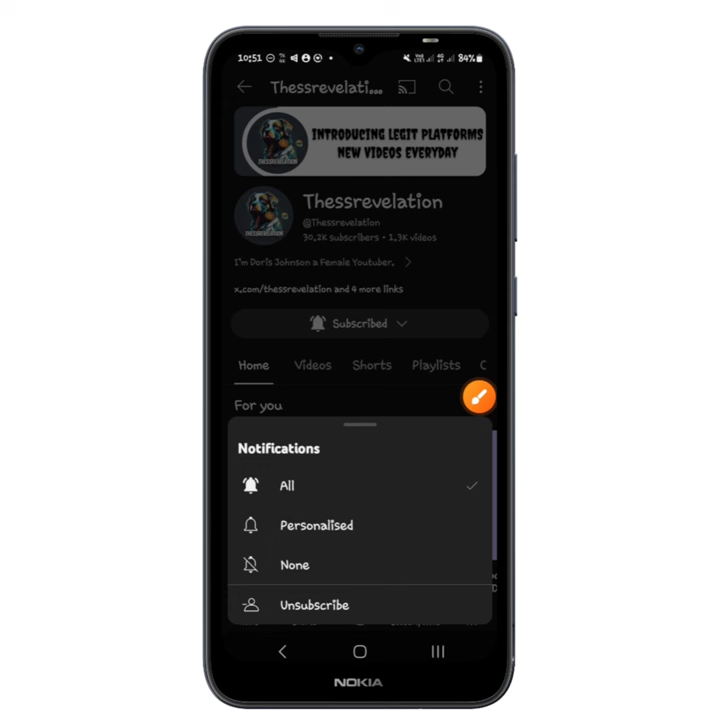 10:51
84%
Thessrevelati...
THESSREVELATION
INTRODUCING LEGIT PLATFORMS
NEW VIDEOS EVERYDAY
THESSREVELATION
Thessrevelation
@Thessrevelation
30.2K subscribers • 1.3K videos
I'm Doris Johnson a Female Youtuber.
x.com/thessrevelation and 4 more links
Subscribed
Home Videos Shorts Playlists C
For you
Notifications
All
Personalised
None
Unsubscribe
NOKIA